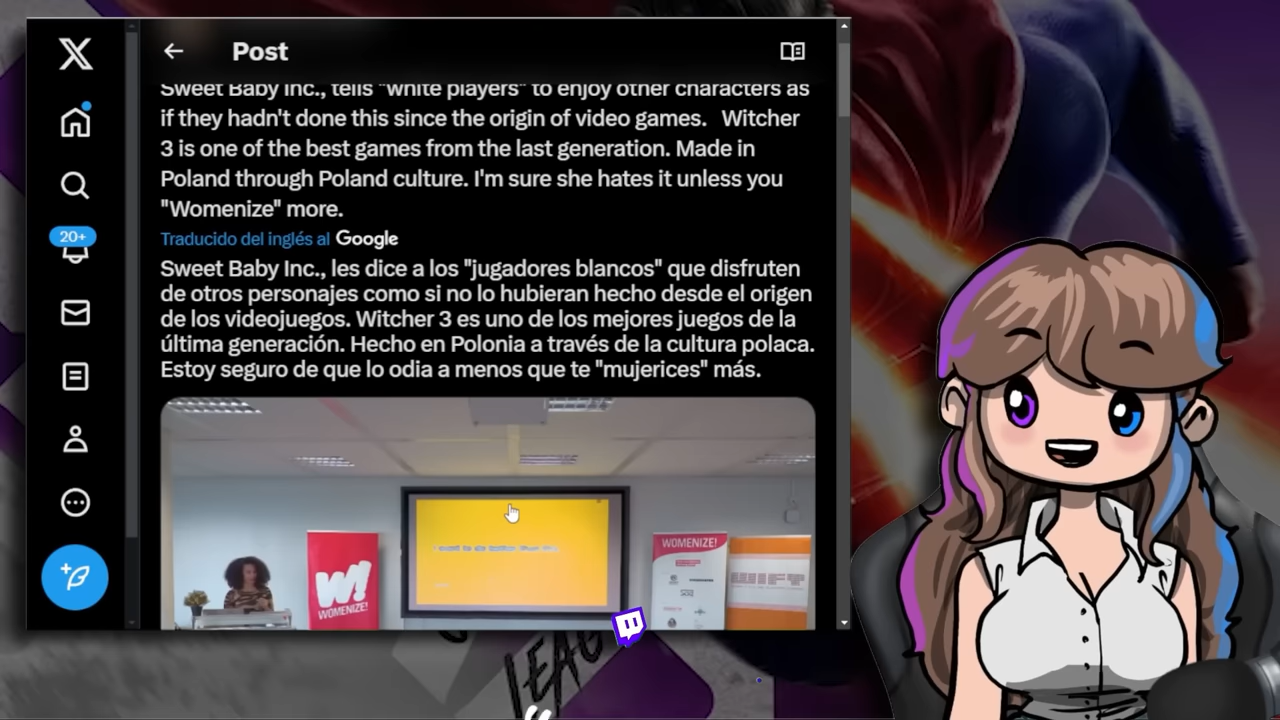 Post
Sweet Baby Inc., tells "white players" to enjoy other characters as
if they hadn't done this since the origin of video games. Witcher
3 is one of the best games from the last generation. Made in
Poland through Poland culture. I'm sure she hates it unless you
"Womenize" more.
Traducido del inglés al Google
Sweet Baby Inc., les dice a los "jugadores blancos" que disfruten
de otros personajes como si no lo hubieran hecho desde el origen
de los videojuegos. Witcher 3 es uno de los mejores juegos de la
última generación. Hecho en Polonia a través de la cultura polaca.
Estoy seguro de que lo odia a menos que te "mujerices" más.
20+
W!
WOMENIZE!
WOMENIZE!
LEAG